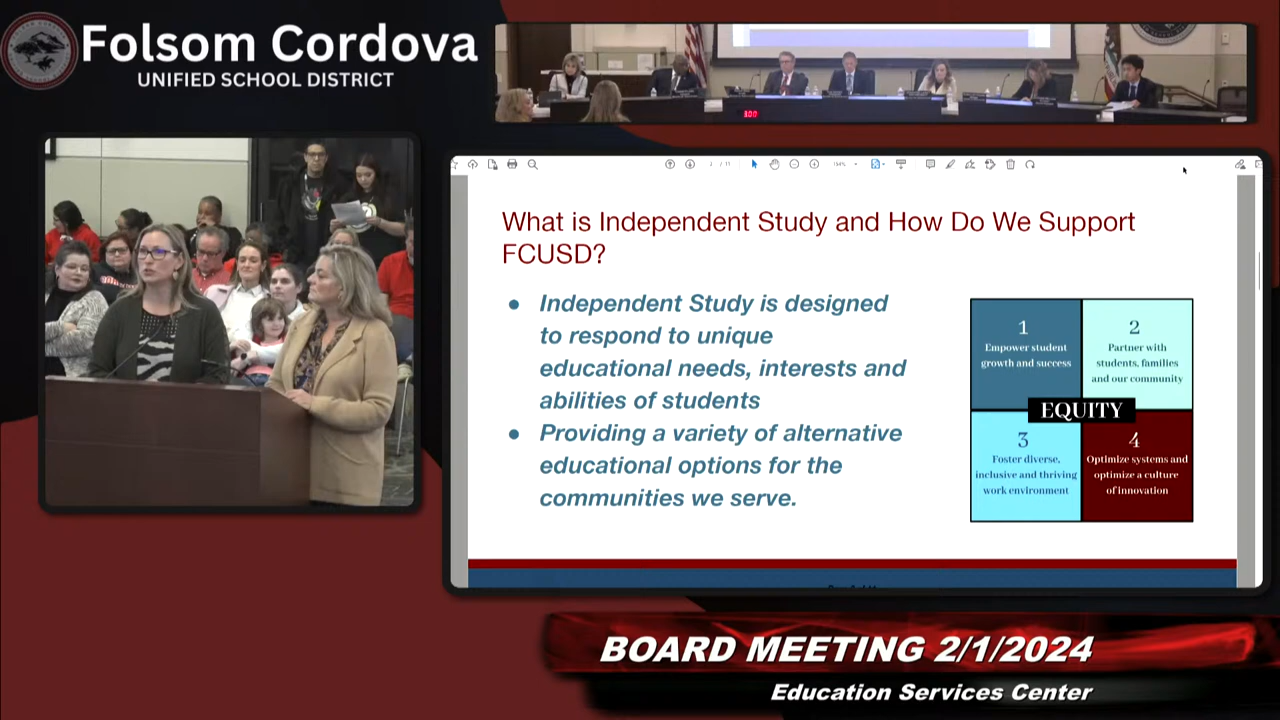 Folsom Cordova
UNIFIED SCHOOL DISTRICT
What is Independent Study and How Do We Support
FCUSD?
● Independent Study is designed
to respond to unique
educational needs, interests and
abilities of students
● Providing a variety of alternative
educational options for the
communities we serve.
1
Empower student
growth and success
2
Partner with
students, families
and our community
EQUITY
3
Foster diverse,
inclusive and thriving
work environment
4
Optimize systems and
optimize a culture
of innovation
BOARD MEETING 2/1/2024
Education Services Center